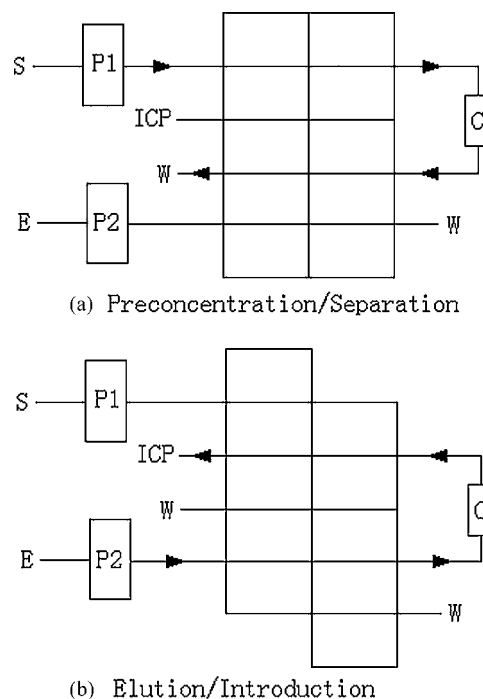 S P1
C
ICP
W
E P2 W
(a) Preconcentration/Separation
S P1
ICP
C
W
E P2
W
(b) Elution/Introduction